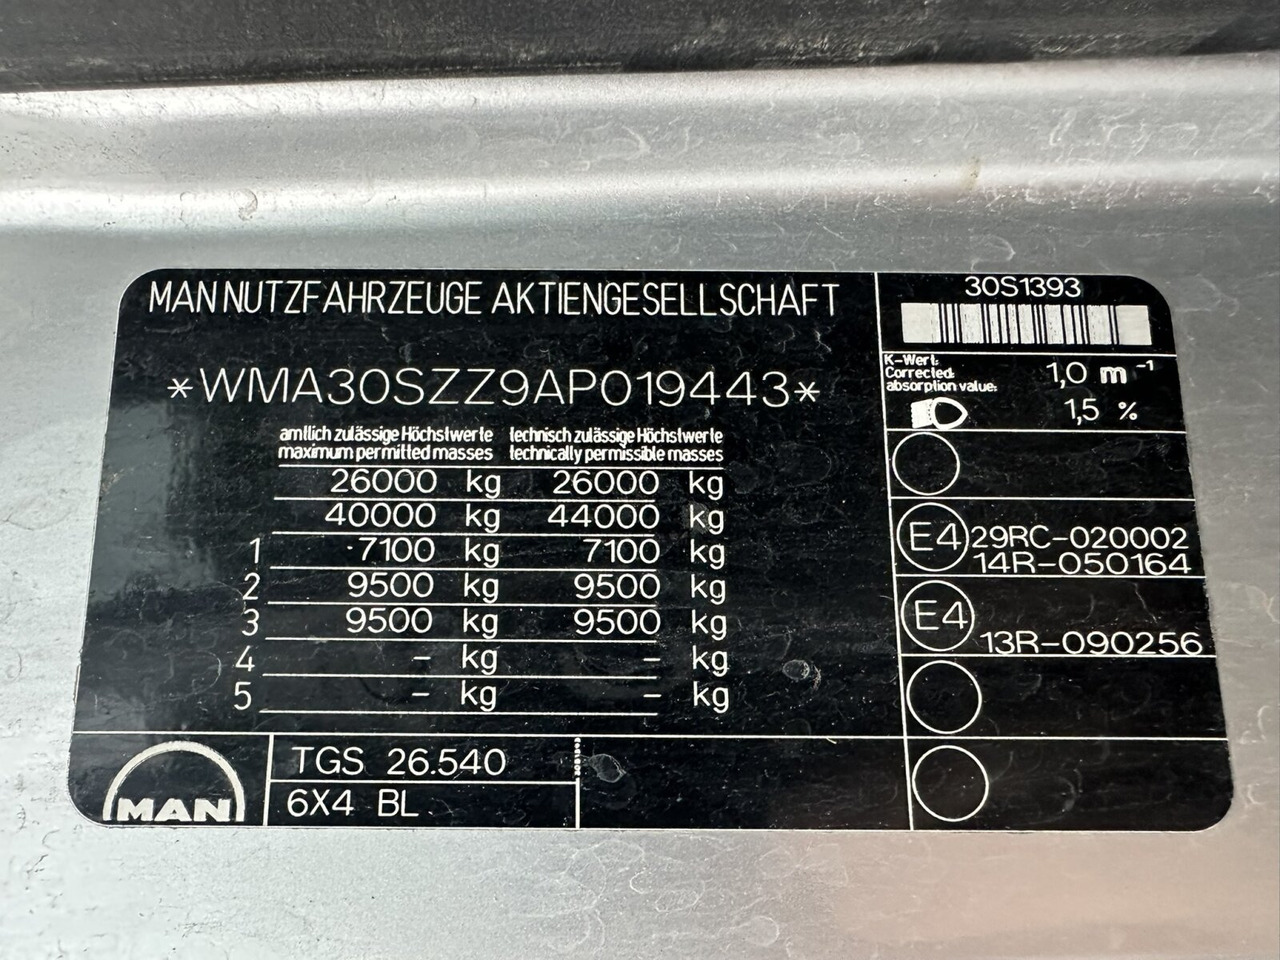 MAN NUTZFAHRZEUGE AKTIENGESELLSCHAFT
*WMA30SZZ9AP019443*
amtlich zulässige Höchstwerte technisch zulässige Höchstwerte
maximum permitted masses technically permissible masses
26000 kg 26000 kg
40000 kg 44000 kg
1 7100 kg 7100 kg
2 9500 kg 9500 kg
3 9500 kg 9500 kg
4 – kg – kg
5 – kg – kg
MAN
TGS 26.540
6X4 BL
30S1393
K-Wert:
Corrected
absorption value:
1,0 m⁻¹
1,5 %
E4 29RC-020002
14R-050164
E4
13R-090256